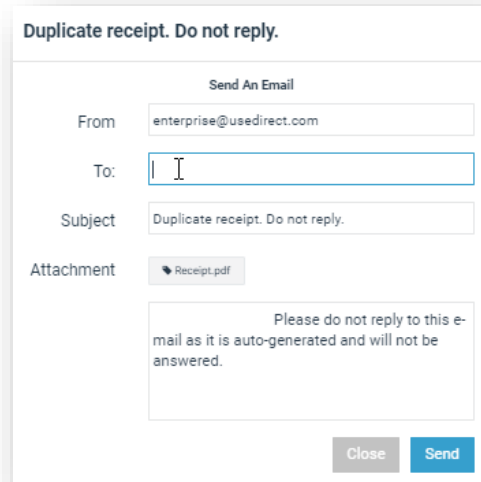 Duplicate receipt. Do not reply.
Send An Email
From
enterprise@usedirect.com
To:
Subject
Duplicate receipt. Do not reply.
Attachment
Receipt.pdf
Please do not reply to this e-
mail as it is auto-generated and will not be
answered.
Close
Send